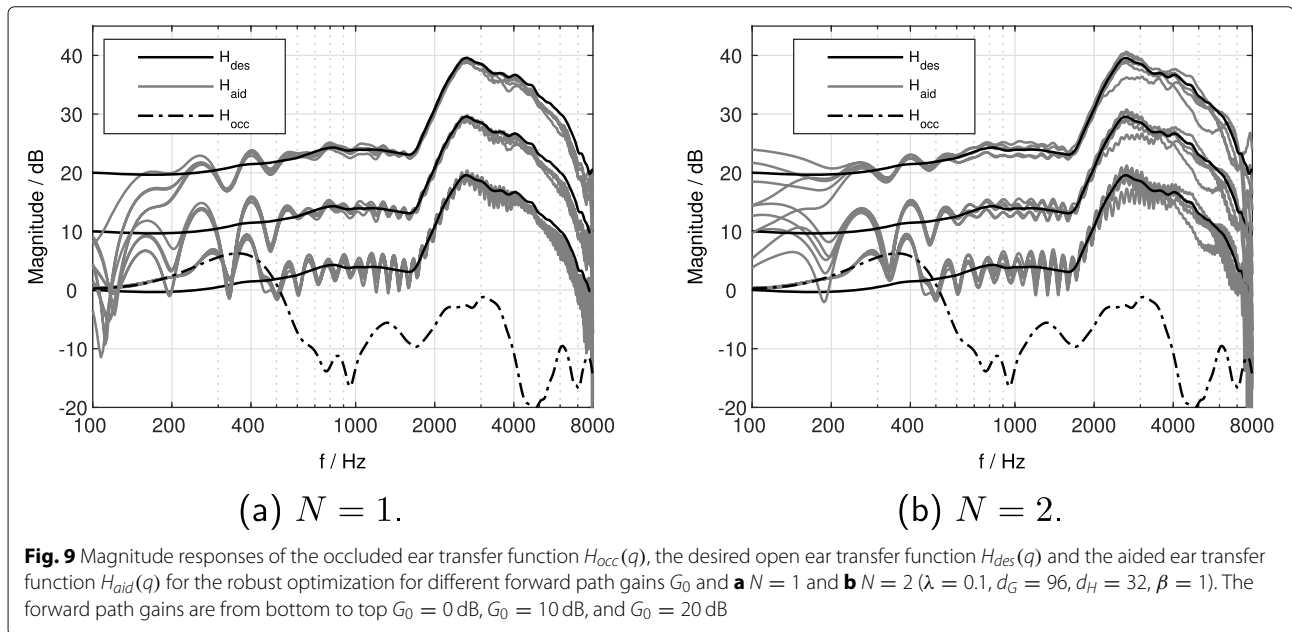 40
30
20
10
0
-10
-20
Magnitude / dB
H_des
H_aid
H_occ
100 200 400 1000 2000 4000 8000
f / Hz
(a) N = 1.
40
30
20
10
0
-10
-20
Magnitude / dB
H_des
H_aid
H_occ
100 200 400 1000 2000 4000 8000
f / Hz
(b) N = 2.
Fig. 9 Magnitude responses of the occluded ear transfer function H_occ(q), the desired open ear transfer function H_des(q) and the aided ear transfer
function H_aid(q) for the robust optimization for different forward path gains G_0 and a N = 1 and b N = 2 (λ = 0.1, d_G = 96, d_H = 32, β = 1). The
forward path gains are from bottom to top G_0 = 0 dB, G_0 = 10 dB, and G_0 = 20 dB